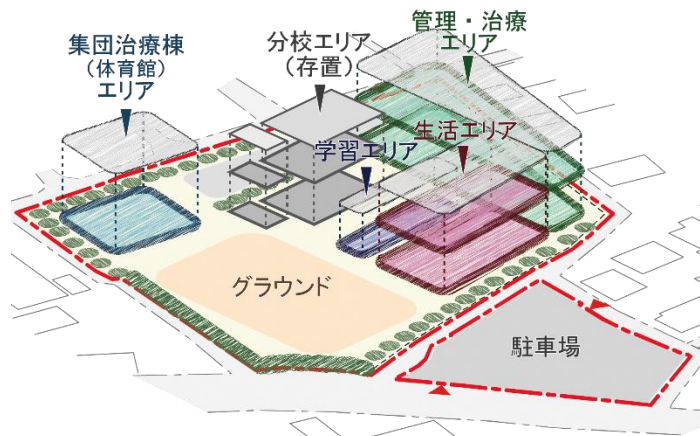 集団治療棟
（体育館）
エリア
分校エリア
（存置）
管理・治療
エリア
学習エリア
生活エリア
グラウンド
駐車場